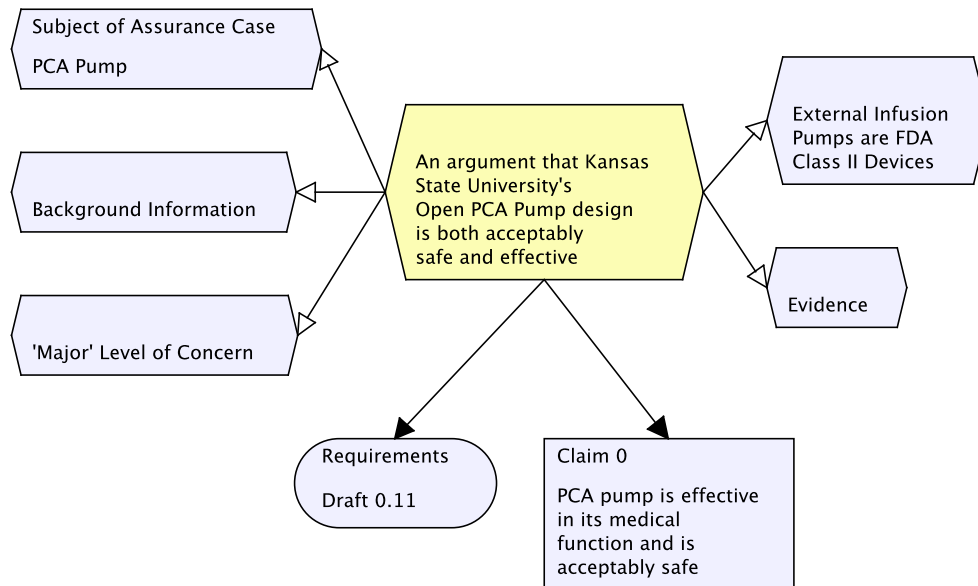 Subject of Assurance Case
PCA Pump
Background Information
'Major' Level of Concern
An argument that Kansas
State University's
Open PCA Pump design
is both acceptably
safe and effective
External Infusion
Pumps are FDA
Class II Devices
Evidence
Requirements
Draft 0.11
Claim 0
PCA pump is effective
in its medical
function and is
acceptably safe